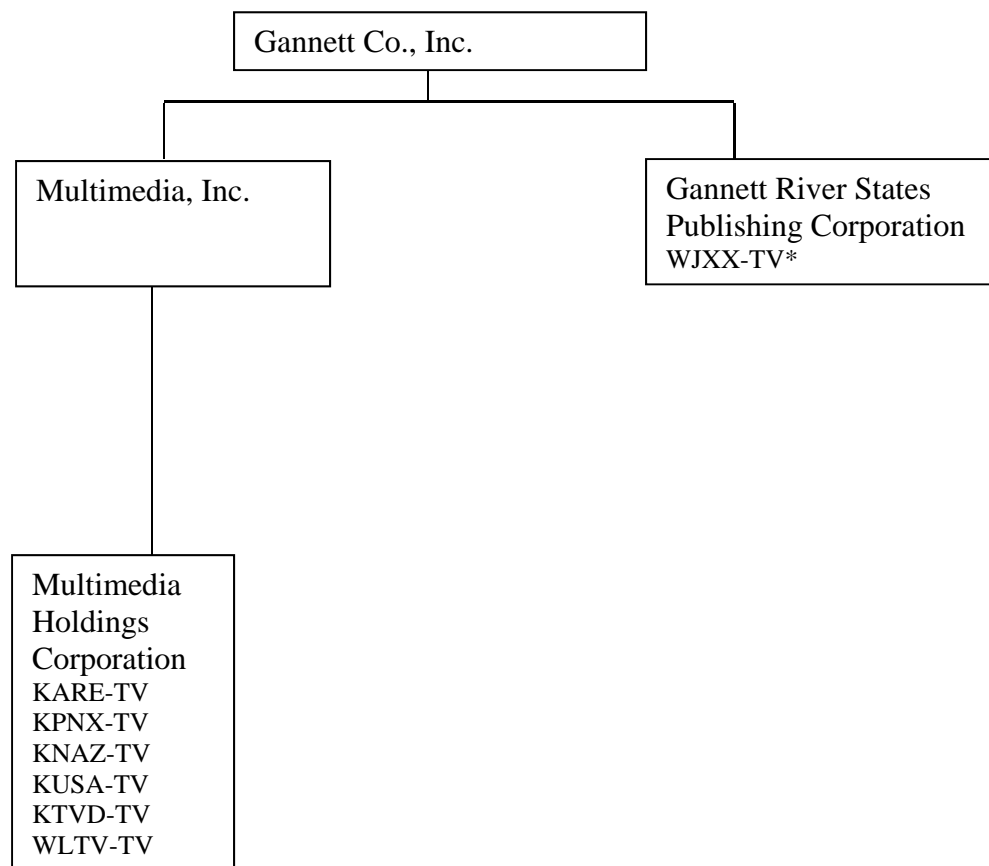 Gannett Co., Inc.
Multimedia, Inc.
Gannett River States
Publishing Corporation
WJXX-TV*
Multimedia
Holdings
Corporation
KARE-TV
KPNX-TV
KNAZ-TV
KUSA-TV
KTVD-TV
WLTV-TV